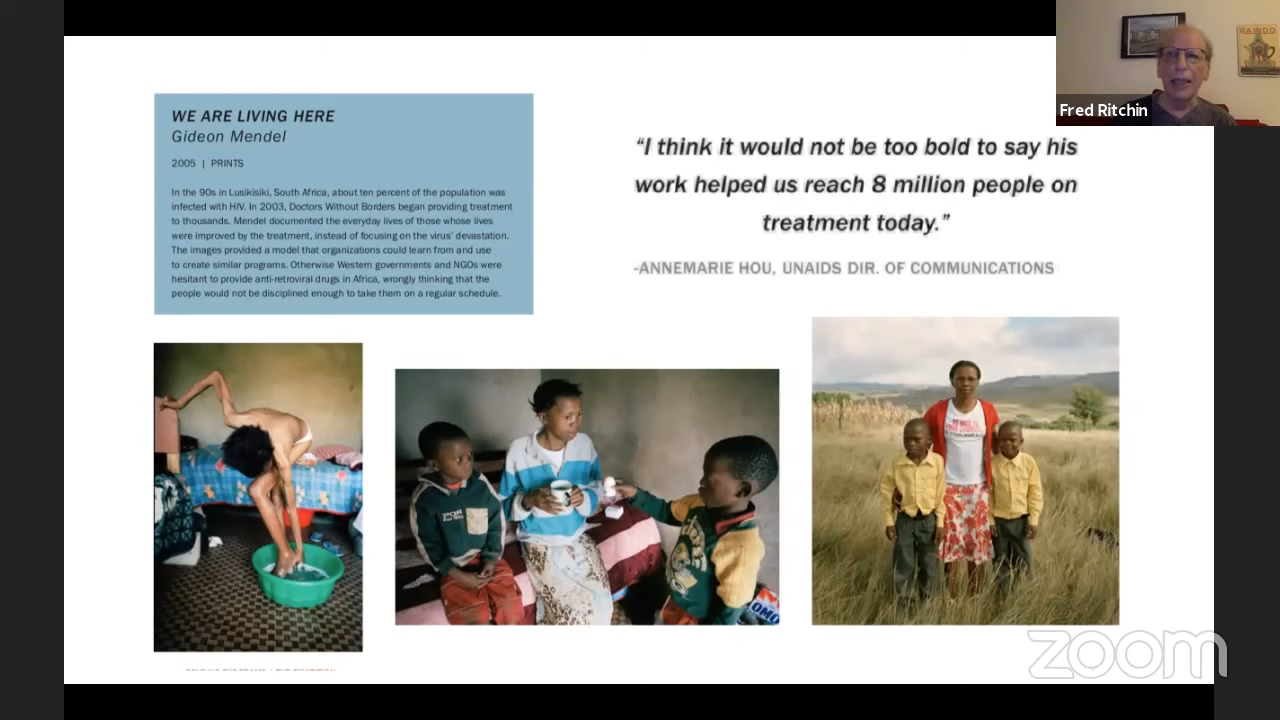 WE ARE LIVING HERE
Gideon Mendel
2005 | PRINTS
In the 90s in Lusikisiki, South Africa, about ten percent of the population was
infected with HIV. In 2003, Doctors Without Borders began providing treatment
to thousands. Mendel documented the everyday lives of those whose lives
were improved by the treatment, instead of focusing on the virus’ devastation.
The images provided a model that organizations could learn from and use
to create similar programs. Otherwise Western governments and NGOs were
hesitant to provide anti-retroviral drugs in Africa, wrongly thinking that the
people would not be disciplined enough to take them on a regular schedule.
“I think it would not be too bold to say his
work helped us reach 8 million people on
treatment today.”
-ANNEMARIE HOU, UNAIDS DIR. OF COMMUNICATIONS
Fred Ritchin
OMO
zoom